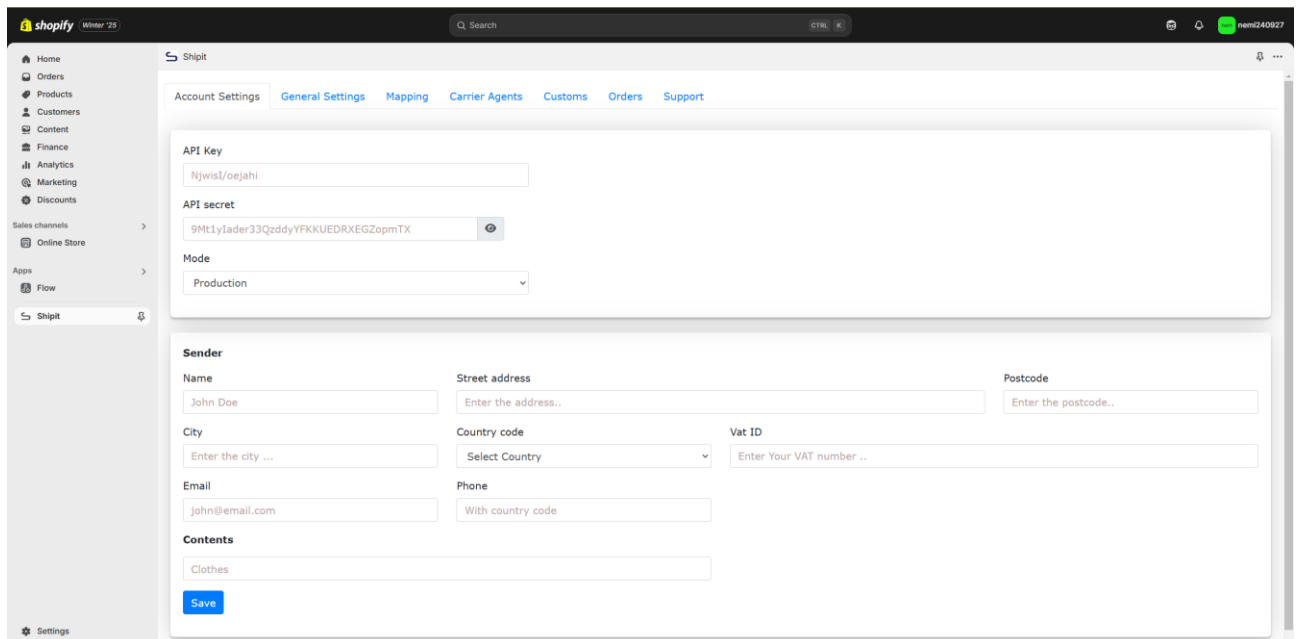 shopify Winter '25
Search
CTRL K
nem nemi240927
Home
Orders
Products
Customers
Content
Finance
Analytics
Marketing
Discounts
Sales channels
Online Store
Apps
Flow
Shipit
Settings
Shipit
Account Settings General Settings Mapping Carrier Agents Customs Orders Support
API Key
NjwisI/oejahi
API secret
9Mt1yIader33QzddyYFKKUEDRXEGZopmTX
Mode
Production
Sender
Name Street address Postcode
John Doe Enter the address.. Enter the postcode..
City Country code Vat ID
Enter the city ... Select Country Enter Your VAT number ..
Email Phone
john@email.com With country code
Contents
Clothes
Save